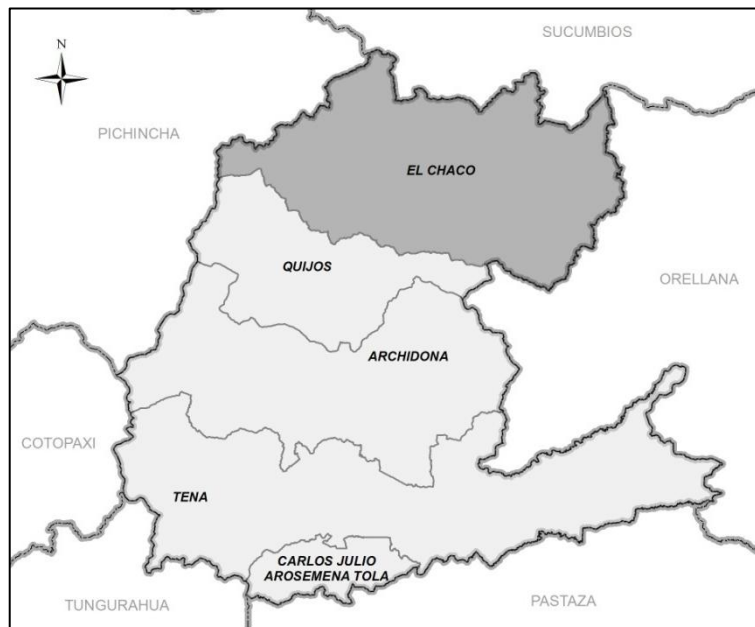 SUCUMBIOS
N
PICHINCHA
EL CHACO
QUIJOS
ORELLANA
ARCHIDONA
COTOPAXI
TENA
CARLOS JULIO
AROSEMENA TOLA
TUNGURAHUA
PASTAZA